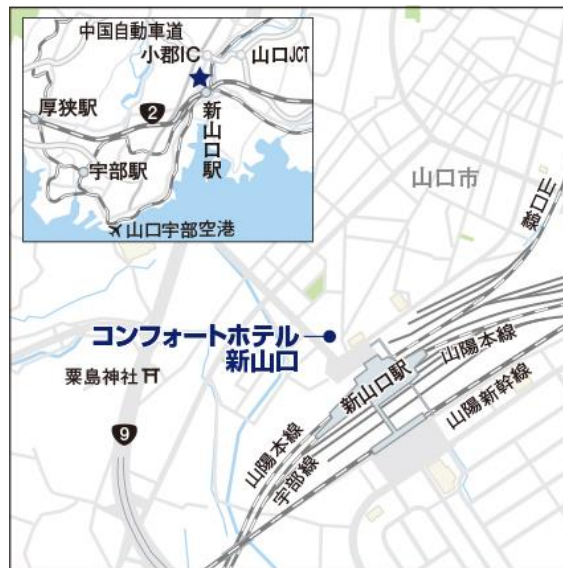 中国自動車道
小郡IC
山口JCT
厚狭駅
2
新山口駅
宇部駅
山口宇部空港
山口市
山口線
コンフォートホテル
新山口
粟島神社
新山口駅
山陽本線
山陽新幹線
9
山陽本線
宇部線